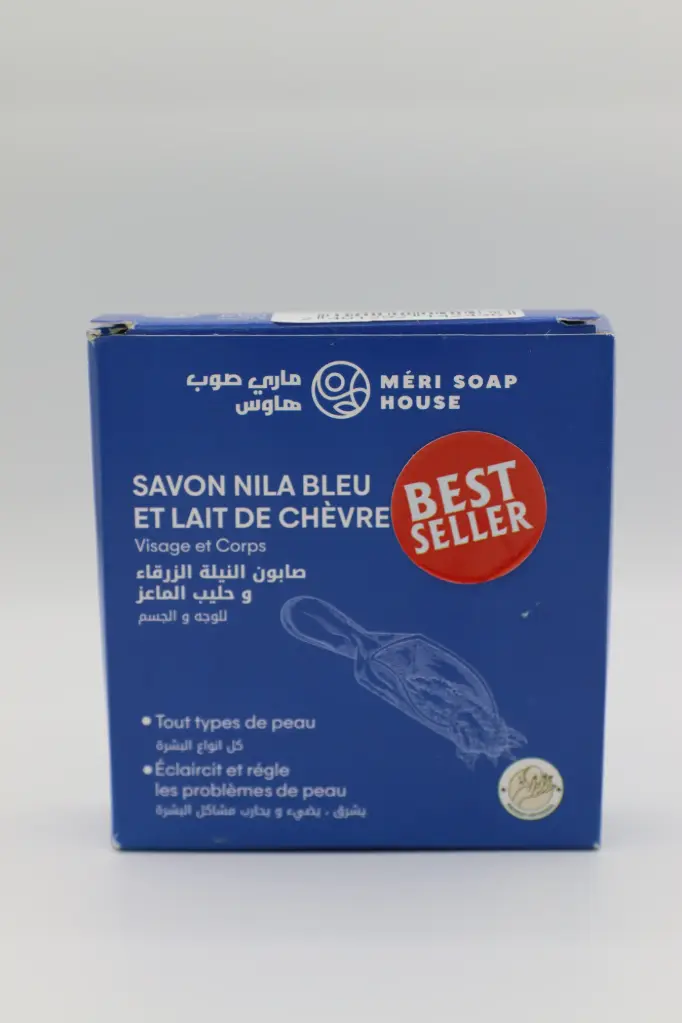 ماري صوب
هاوس
MÉRI SOAP
HOUSE
BEST
SELLER
SAVON NILA BLEU
ET LAIT DE CHÈVRE
Visage et Corps
صابون النيلة الزرقاء
و حليب الماعز
للوجه و الجسم
Tout types de peau
كل انواع البشرة
Éclaircit et régle
les problèmes de peau
يشرق ، يضيء و يحارب مشاكل البشرة